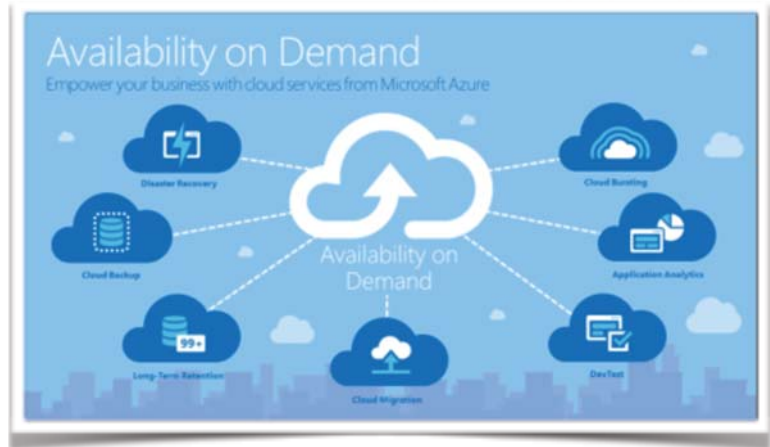 Availability on Demand
Empower your business with cloud services from Microsoft Azure
Disaster Recovery
Cloud Bursting
Availability on
Demand
Cloud Backup
Application Analytics
99+
Long-Term Retention
DevTest
Cloud Migration